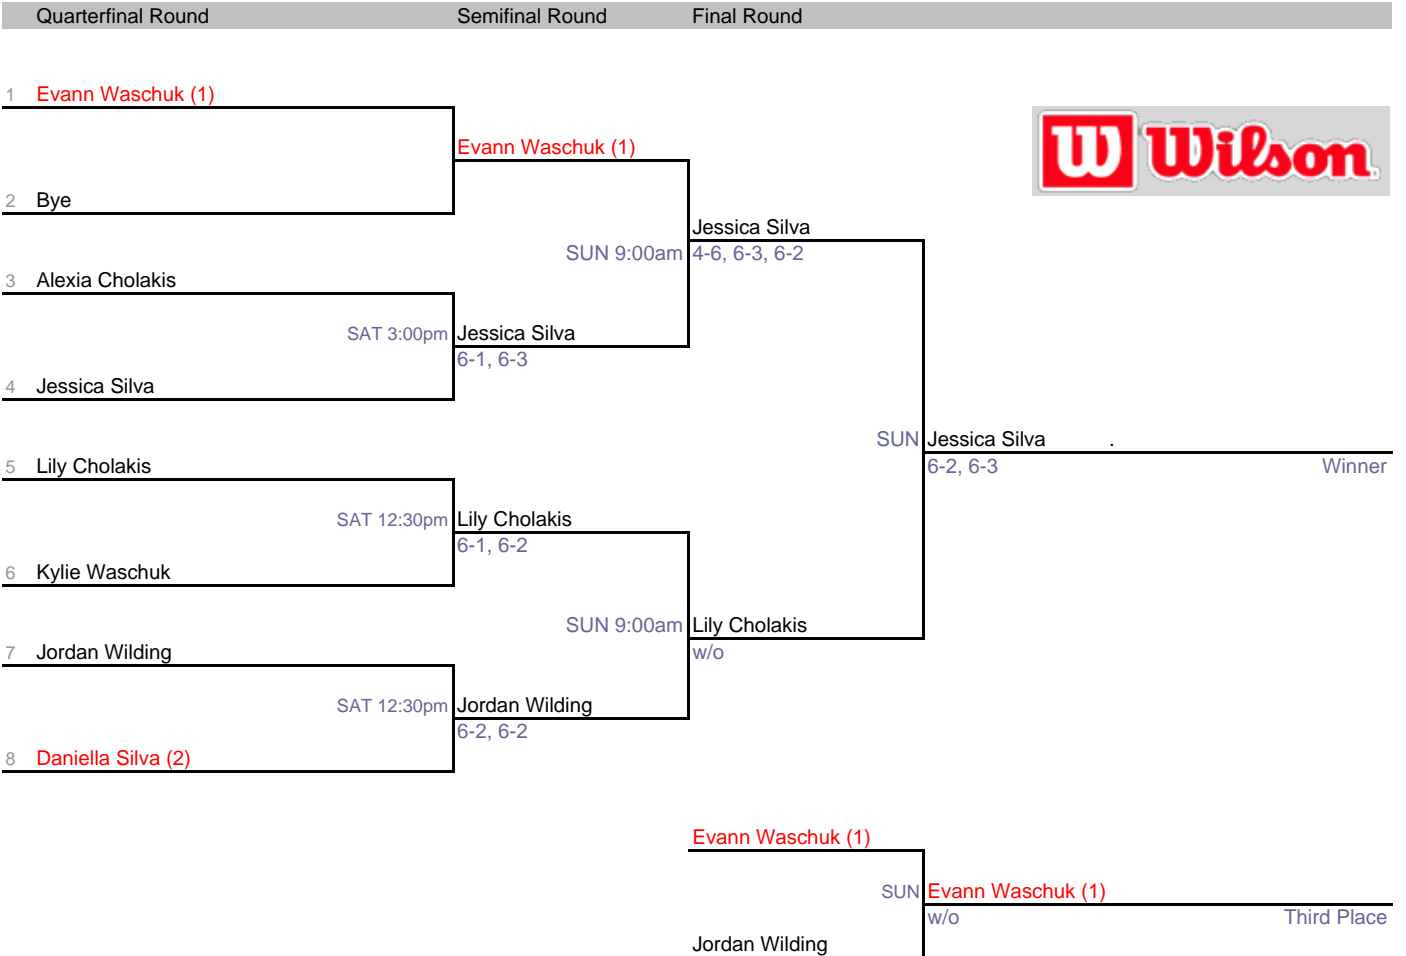 Quarterfinal Round Semifinal Round Final Round
1 Evann Waschuk (1)
Evann Waschuk (1)
W Wilson
2 Bye
Jessica Silva
SUN 9:00am 4-6, 6-3, 6-2
3 Alexia Cholakis
SAT 3:00pm Jessica Silva
6-1, 6-3
4 Jessica Silva
SUN Jessica Silva .
6-2, 6-3 Winner
5 Lily Cholakis
SAT 12:30pm Lily Cholakis
6-1, 6-2
6 Kylie Waschuk
SUN 9:00am Lily Cholakis
w/o
7 Jordan Wilding
SAT 12:30pm Jordan Wilding
6-2, 6-2
8 Daniella Silva (2)
Evann Waschuk (1)
SUN Evann Waschuk (1)
w/o Third Place
Jordan Wilding